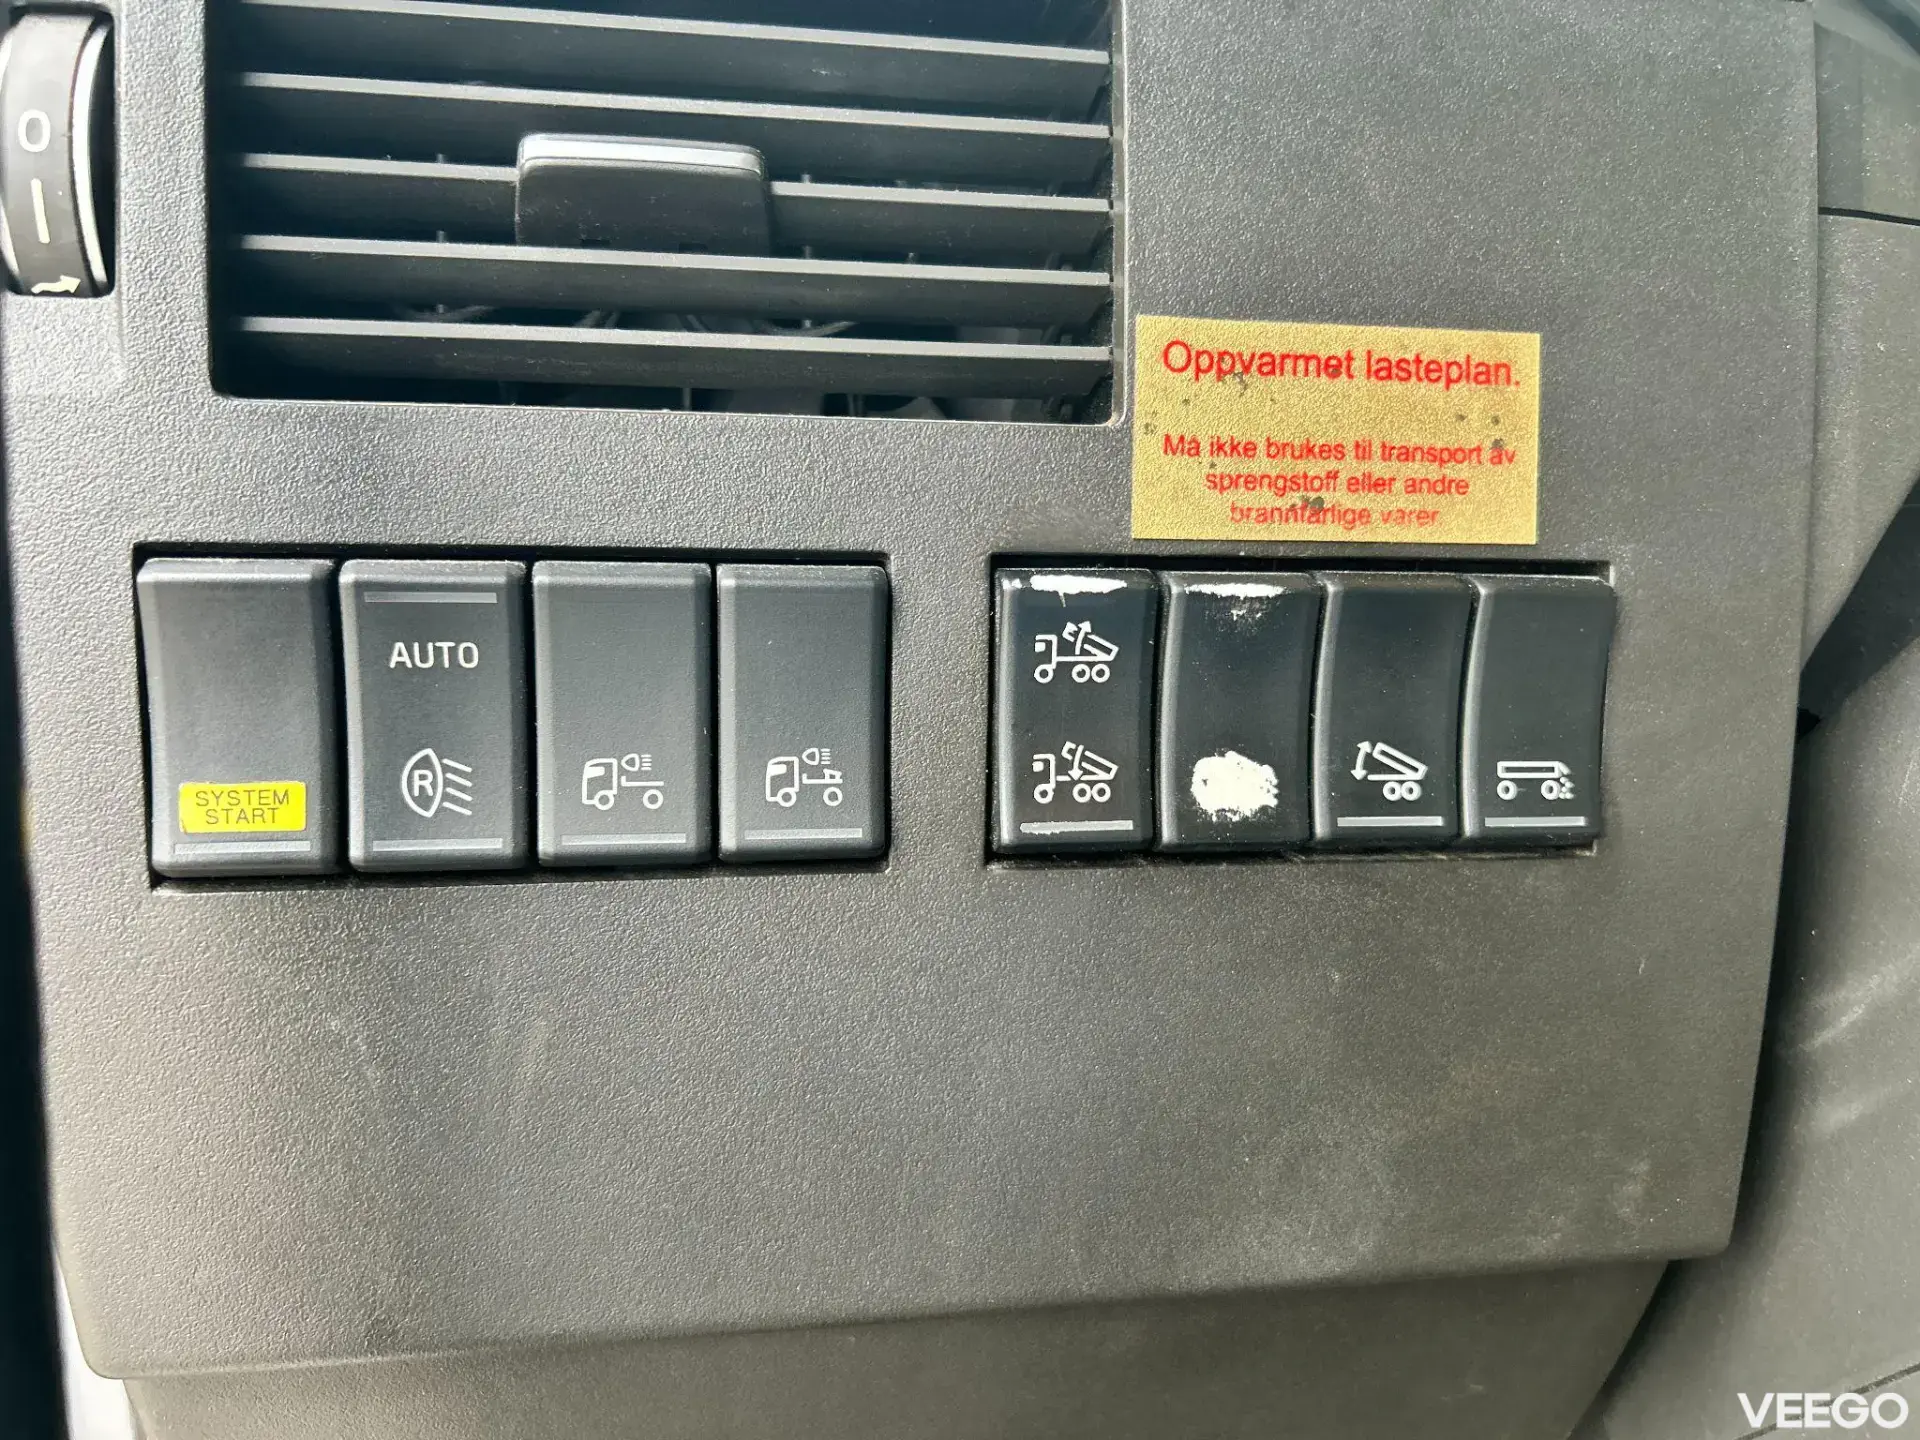 O
Oppvarmet lasteplan.
Må ikke brukes til transport av
sprengstoff eller andre
brannfarlige varer
AUTO
R
SYSTEM
START
VEEGO